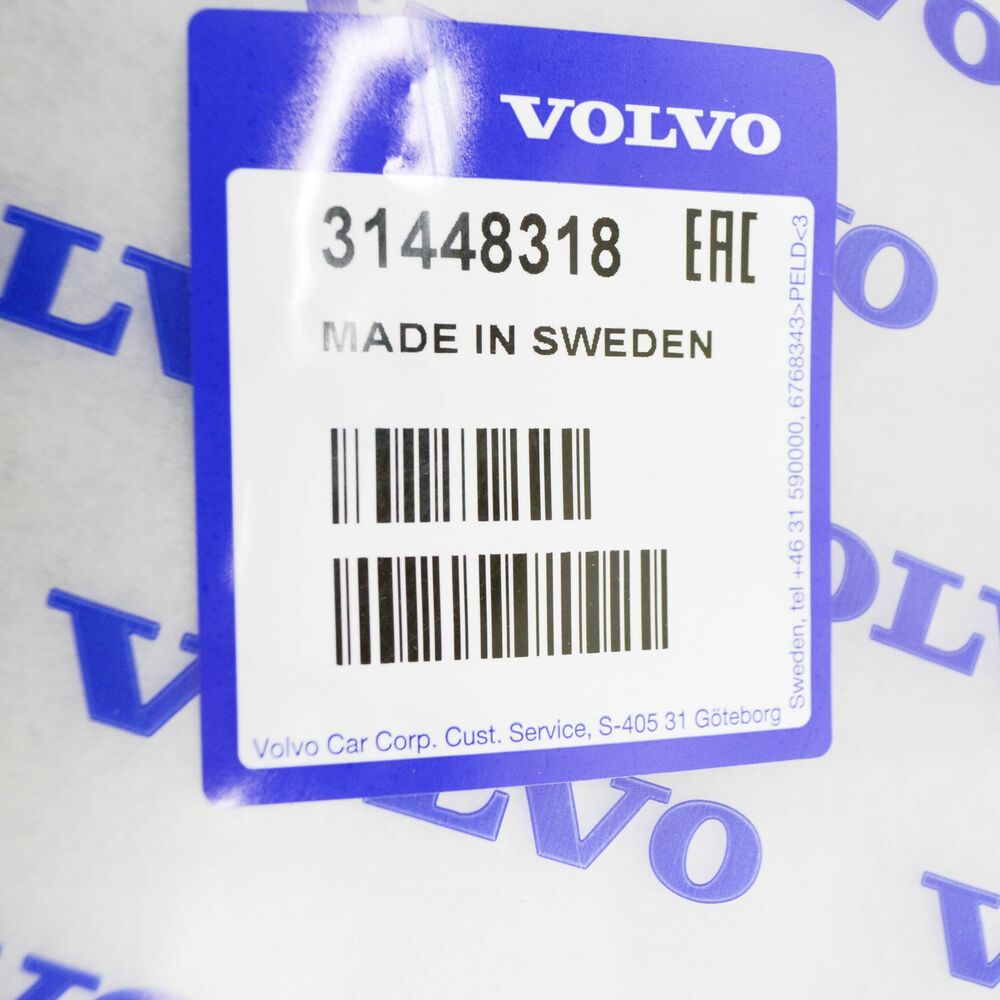 VOLVO
31448318 EAC
MADE IN SWEDEN
Volvo Car Corp. Cust. Service, S-405 31 Göteborg
Sweden, tel +46 31 590000, 6768343>PELD<3
VOLVO